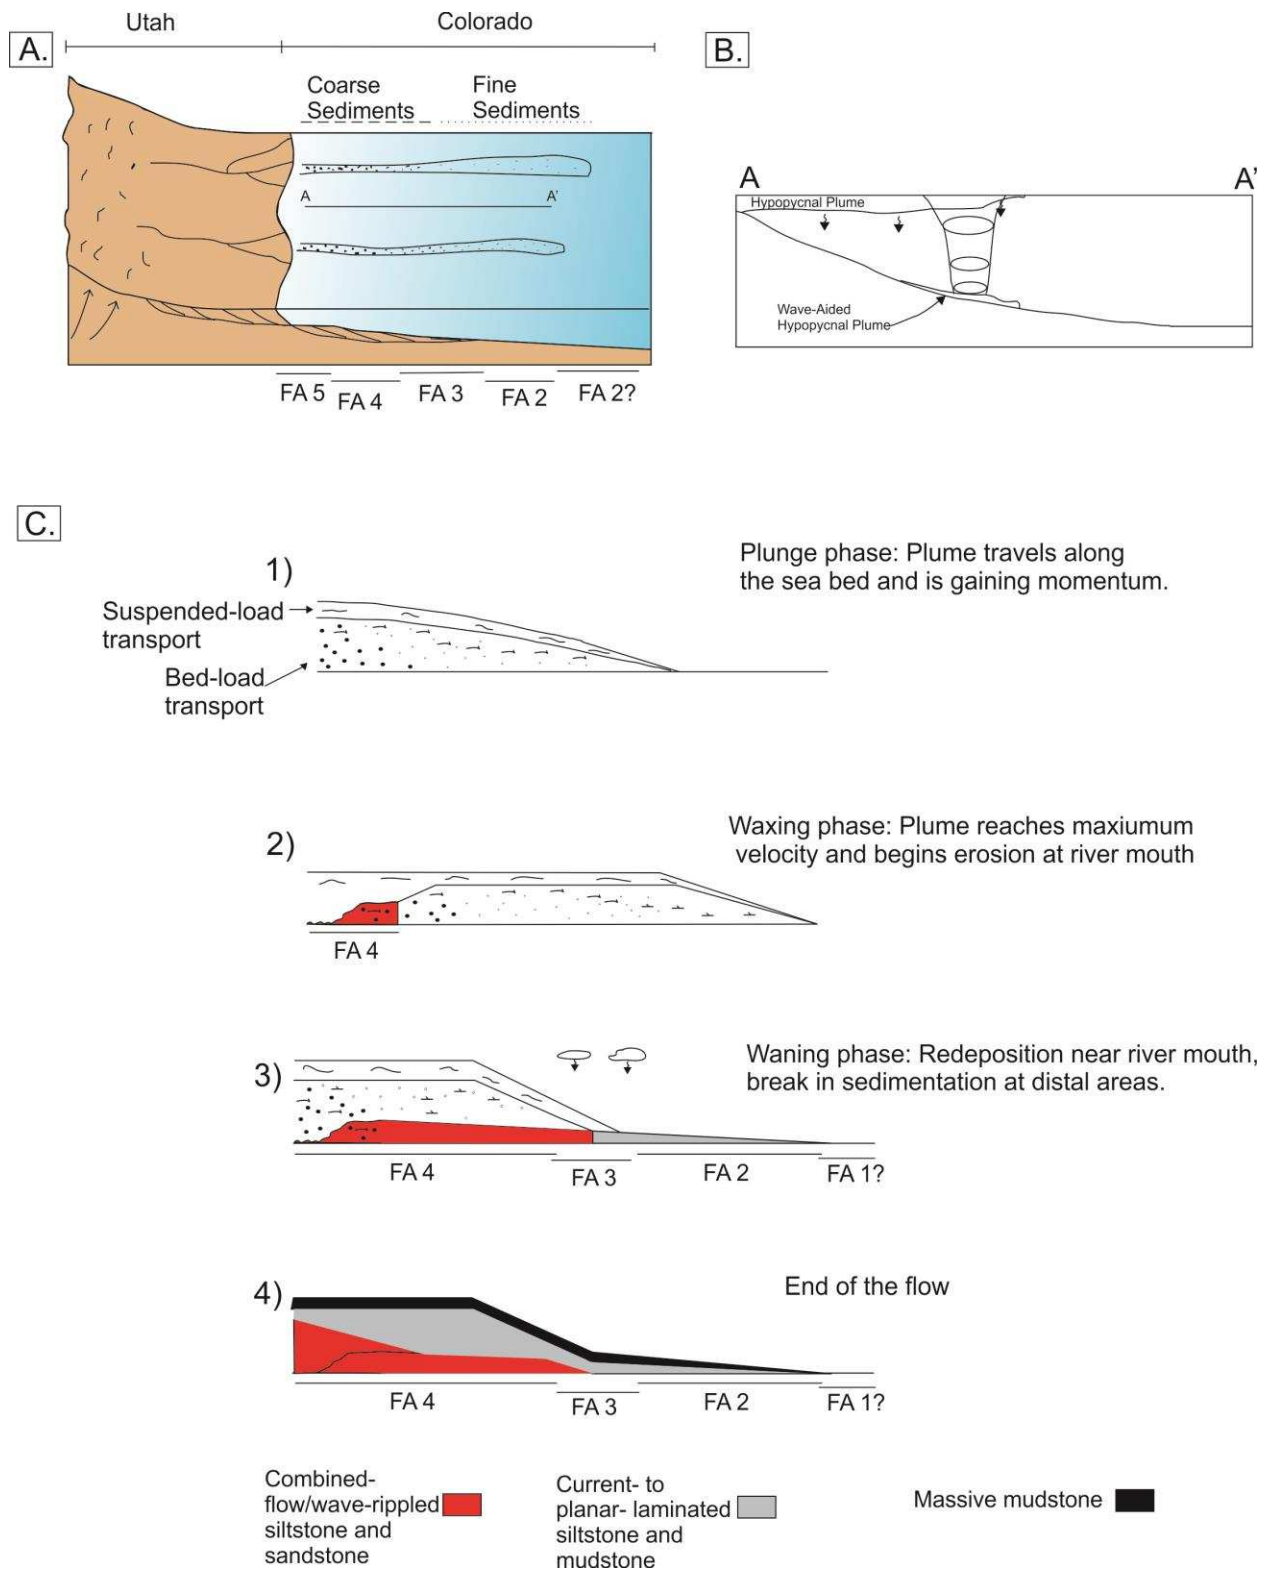 Utah
Colorado
A.
B.
Coarse
Sediments
Fine
Sediments
A
A'
FA 5
FA 4
FA 3
FA 2
FA 2?
A
A'
Hypopycnal Plume
Wave-Aided
Hypopycnal Plume
C.
1)
Plunge phase: Plume travels along
the sea bed and is gaining momentum.
Suspended-load
transport
Bed-load
transport
2)
Waxing phase: Plume reaches maxiumum
velocity and begins erosion at river mouth
FA 4
3)
Waning phase: Redeposition near river mouth,
break in sedimentation at distal areas.
FA 4
FA 3
FA 2
FA 1?
4)
End of the flow
FA 4
FA 3
FA 2
FA 1?
Combined-
flow/wave-rippled
siltstone and
sandstone
Current- to
planar- laminated
siltstone and
mudstone
Massive mudstone